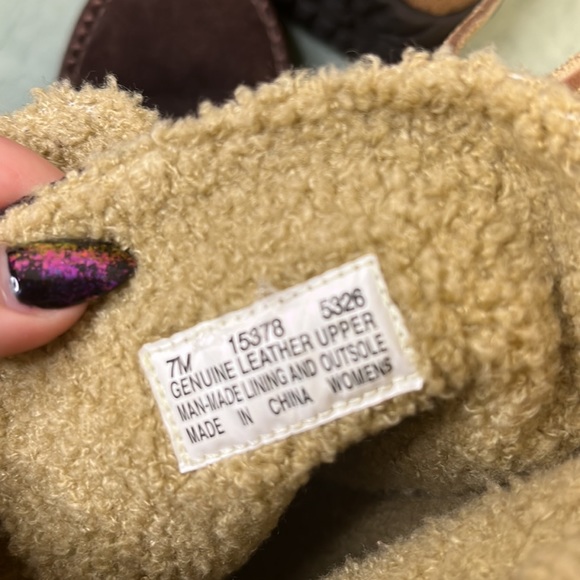 7M 15378 5326
GENUINE LEATHER UPPER
MAN-MADE LINING AND OUTSOLE
MADE IN CHINA WOMENS